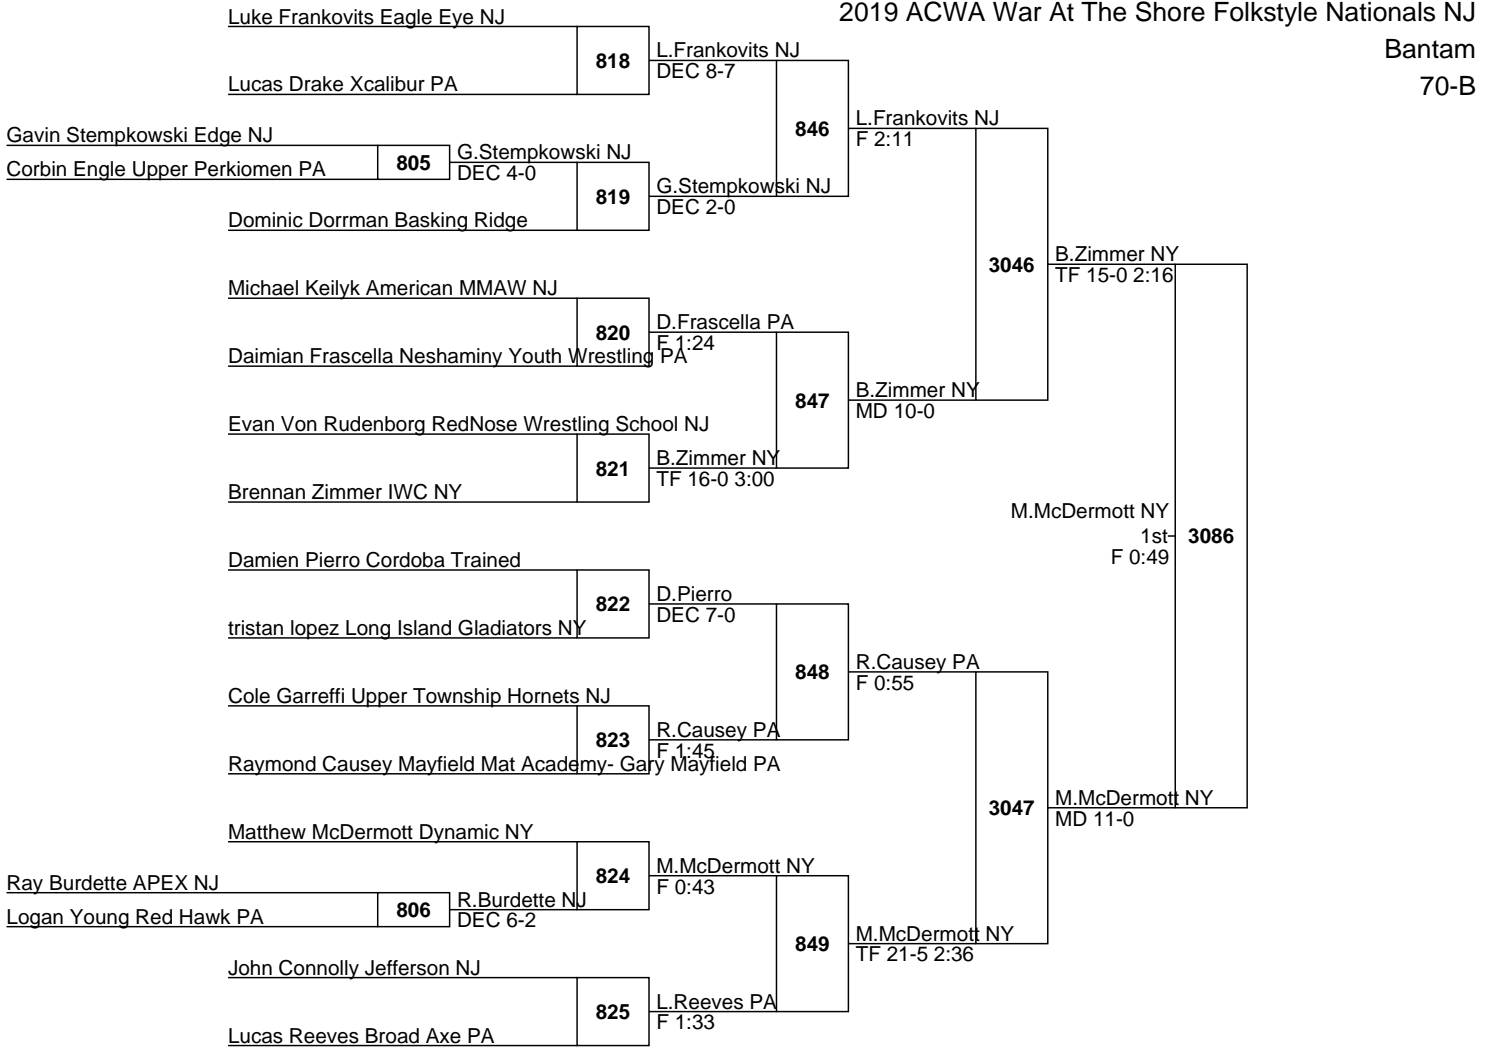 2019 ACWA War At The Shore Folkstyle Nationals NJ
Bantam
70-B
Luke Frankovits Eagle Eye NJ
818
L.Frankovits NJ
DEC 8-7
Lucas Drake Xcalibur PA
846
L.Frankovits NJ
F 2:11
Gavin Stempkowski Edge NJ
805
G.Stempkowski NJ
DEC 4-0
Corbin Engle Upper Perkiomen PA
819
G.Stempkowski NJ
DEC 2-0
Dominic Dorrman Basking Ridge
3046
B.Zimmer NY
TF 15-0 2:16
Michael Keilyk American MMAW NJ
820
D.Frascella PA
F 1:24
Daimian Frascella Neshaminy Youth Wrestling PA
847
B.Zimmer NY
MD 10-0
Evan Von Rudenborg RedNose Wrestling School NJ
821
B.Zimmer NY
TF 16-0 3:00
Brennan Zimmer IWC NY
M.McDermott NY
1st
F 0:49
3086
Damien Pierro Cordoba Trained
822
D.Pierro
DEC 7-0
tristan lopez Long Island Gladiators NY
848
R.Causey PA
F 0:55
Cole Garreffi Upper Township Hornets NJ
823
R.Causey PA
F 1:45
Raymond Causey Mayfield Mat Academy- Gary Mayfield PA
3047
M.McDermott NY
MD 11-0
Matthew McDermott Dynamic NY
824
M.McDermott NY
F 0:43
Ray Burdette APEX NJ
806
R.Burdette NJ
DEC 6-2
Logan Young Red Hawk PA
849
M.McDermott NY
TF 21-5 2:36
John Connolly Jefferson NJ
825
L.Reeves PA
F 1:33
Lucas Reeves Broad Axe PA